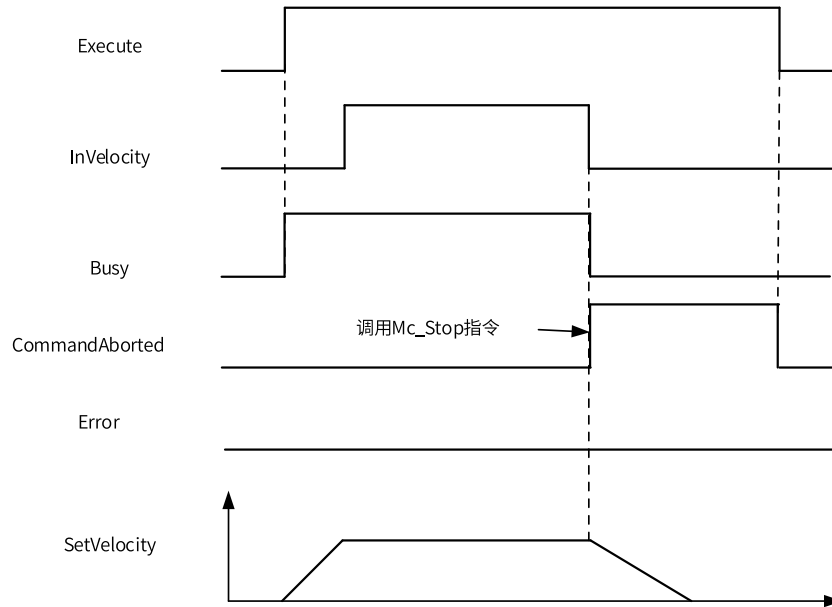 Execute
InVelocity
Busy
调用Mc_Stop指令
CommandAborted
Error
SetVelocity